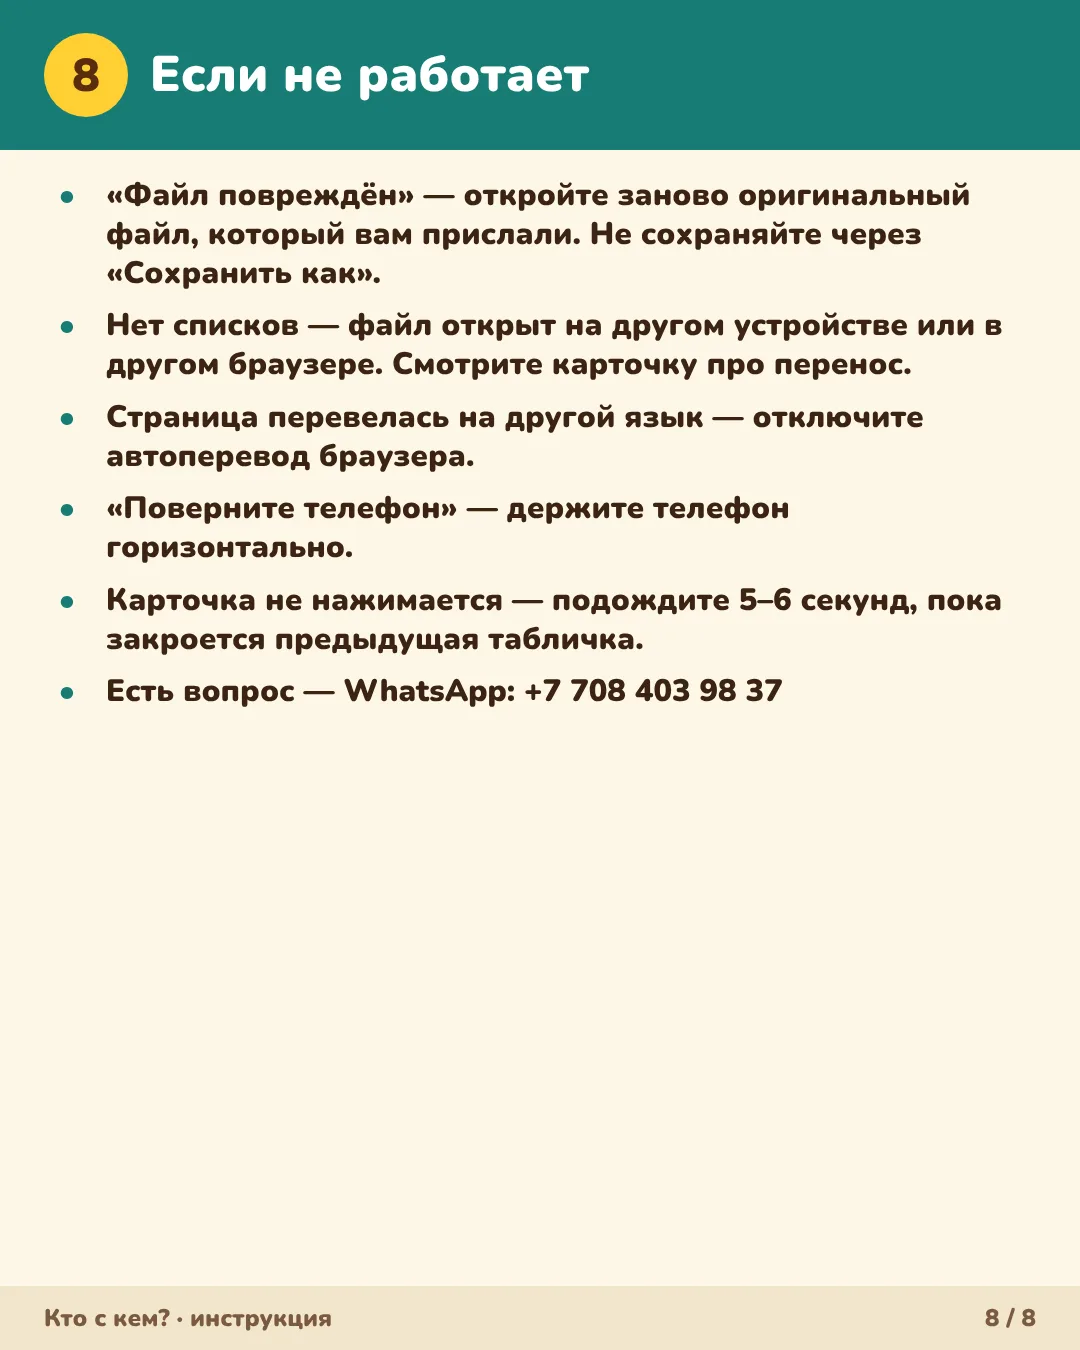 8
Если не работает
• «Файл повреждён» — откройте заново оригинальный
файл, который вам прислали. Не сохраняйте через
«Сохранить как».
• Нет списков — файл открыт на другом устройстве или в
другом браузере. Смотрите карточку про перенос.
• Страница перевелась на другой язык — отключите
автоперевод браузера.
• «Поверните телефон» — держите телефон
горизонтально.
• Карточка не нажимается — подождите 5–6 секунд, пока
закроется предыдущая табличка.
• Есть вопрос — WhatsApp: +7 708 403 98 37
Кто с кем? · инструкция
8 / 8